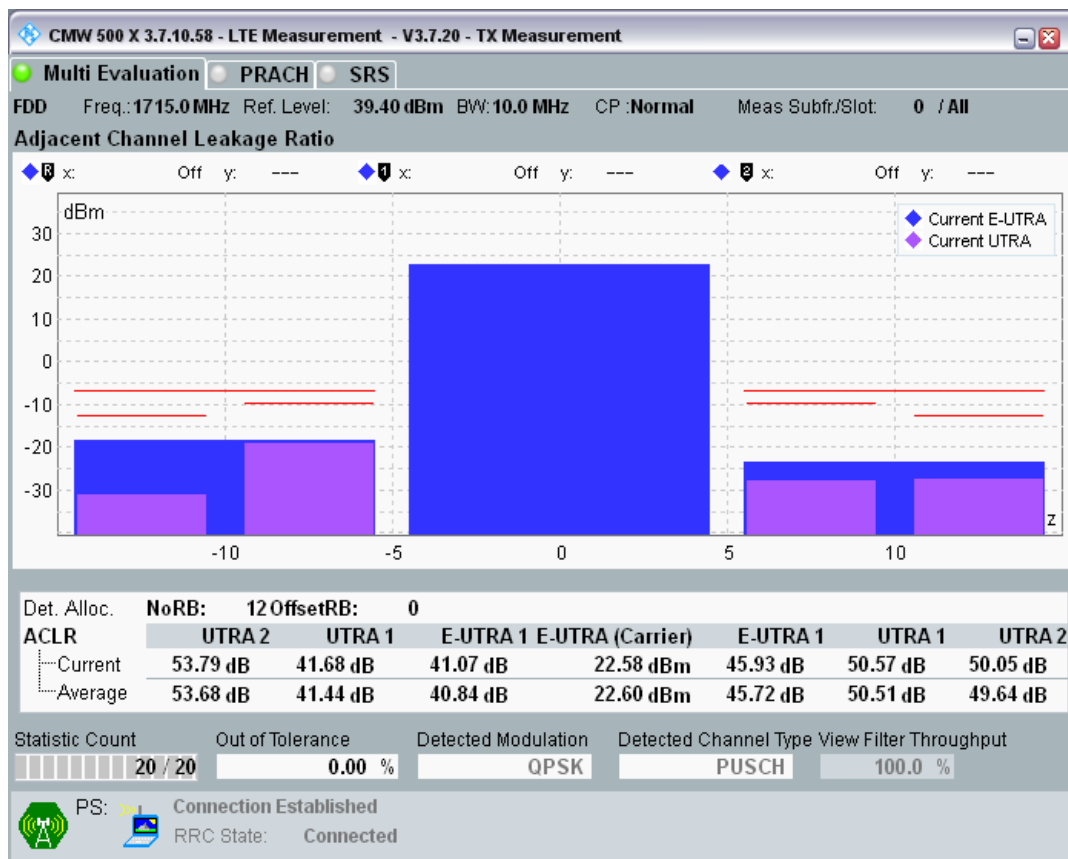 CMW 500 X 3.7.10.58 - LTE Measurement - V3.7.20 - TX Measurement
Multi Evaluation PRACH SRS
FDD Freq.:1715.0 MHz Ref. Level: 39.40 dBm BW:10.0 MHz CP :Normal Meas Subfr./Slot: 0 / All
Adjacent Channel Leakage Ratio
R x: Off y: --- 1 x: Off y: --- 2 x: Off y: ---
dBm
Current E-UTRA
Current UTRA
30
20
10
0
-10
-20
-30
z
-10 -5 0 5 10
Det. Alloc. NoRB: 12 OffsetRB: 0
ACLR UTRA 2 UTRA 1 E-UTRA 1 E-UTRA (Carrier) E-UTRA 1 UTRA 1 UTRA 2
Current 53.79 dB 41.68 dB 41.07 dB 22.58 dBm 45.93 dB 50.57 dB 50.05 dB
Average 53.68 dB 41.44 dB 40.84 dB 22.60 dBm 45.72 dB 50.51 dB 49.64 dB
Statistic Count Out of Tolerance Detected Modulation Detected Channel Type View Filter Throughput
20 / 20 0.00 % QPSK PUSCH 100.0 %
PS: Connection Established
RRC State: Connected